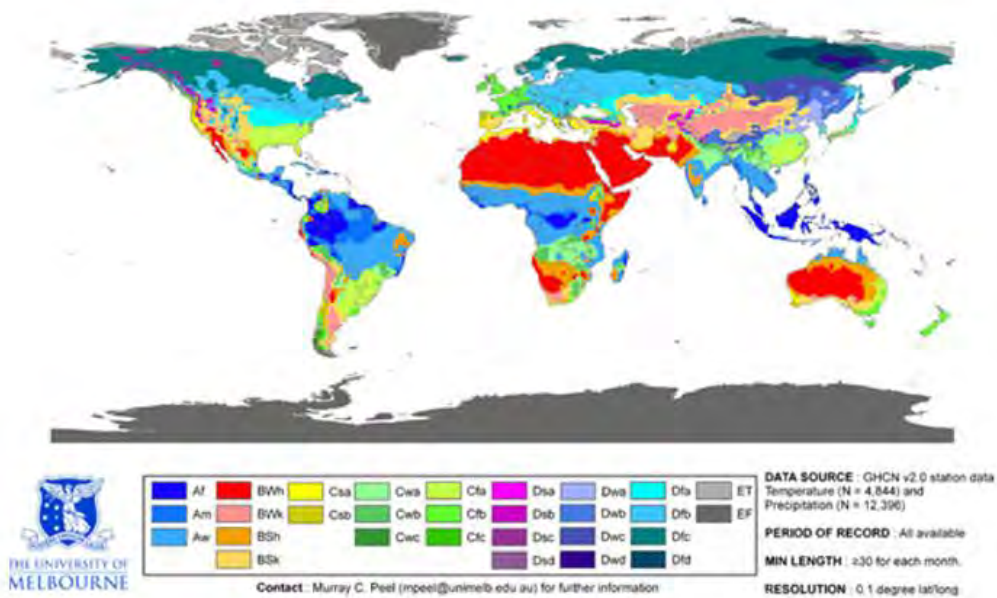 Af BWh Csa Cwa Cfa Dsa Dwa Dfa ET
Am BWk Csb Cwb Cfb Dsb Dwb Dfb EF
Aw BSh Cwc Cfc Dsc Dwc Dfc
BSk Dsd Dwd Dfd
DATA SOURCE : GHCN v2.0 station data
Temperature (N = 4,844) and
Precipitation (N = 12,396)
PERIOD OF RECORD : All available
MIN LENGTH : ≥30 for each month.
RESOLUTION : 0.1 degree lat/long
THE UNIVERSITY OF
MELBOURNE
Contact : Murray C. Peel (mpeel@unimelb.edu.au) for further information